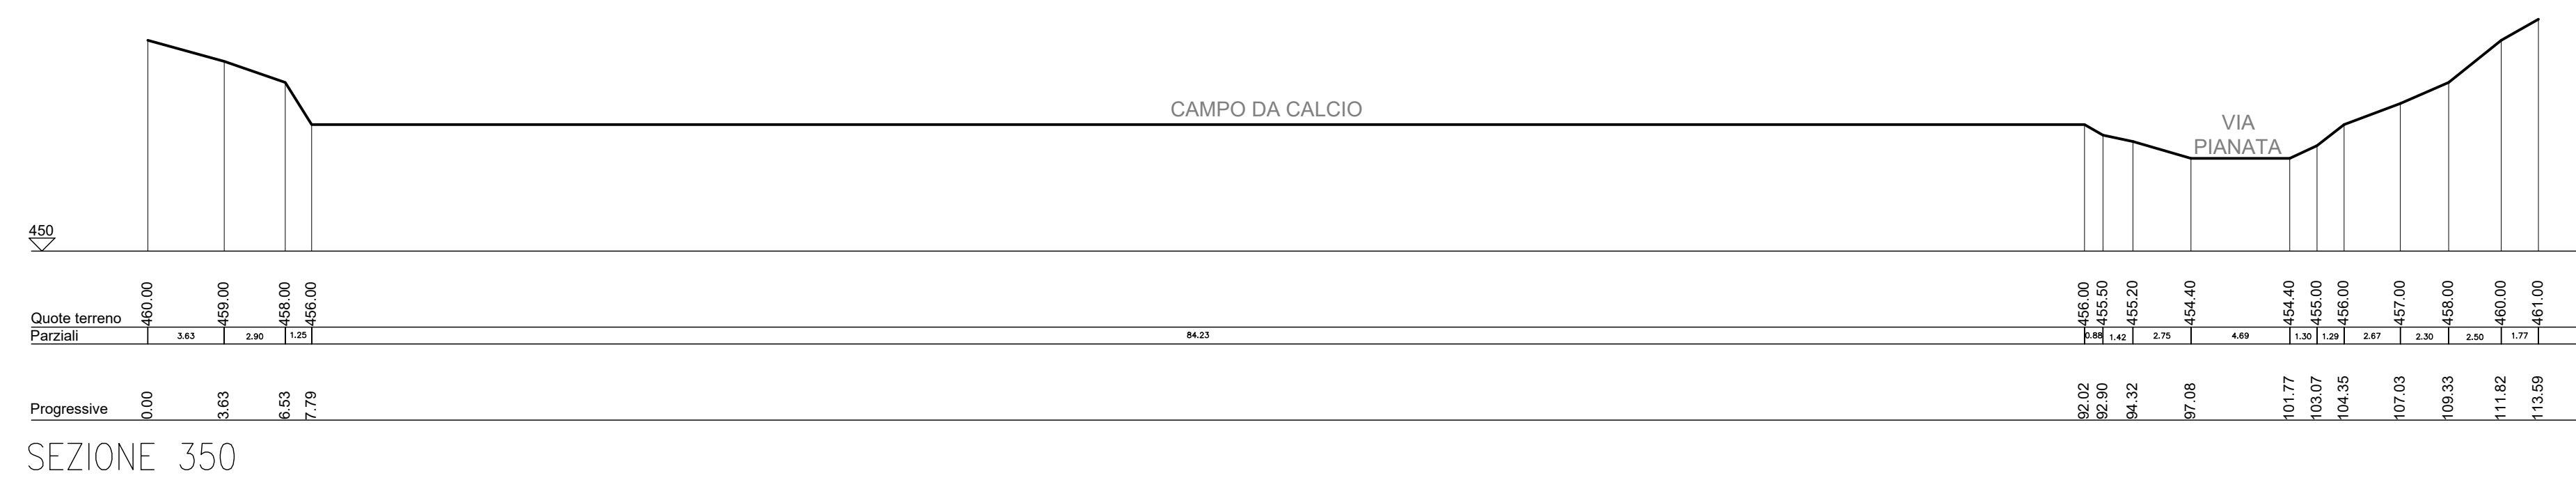 CAMPO DA CALCIO
VIA
PIANATA
450
Quote terreno 460.00 459.00 458.00 456.00 456.00 455.50 455.20 454.40 454.40 455.00 456.00 457.00 458.00 460.00 461.00
Parziali 3.63 2.90 1.25 84.23 0.88 1.42 2.75 4.69 1.30 1.29 2.67 2.30 2.50 1.77
Progressive 0.00 3.63 6.53 7.79 92.02 92.90 94.32 97.08 101.77 103.07 104.35 107.03 109.33 111.82 113.59
SEZIONE 350